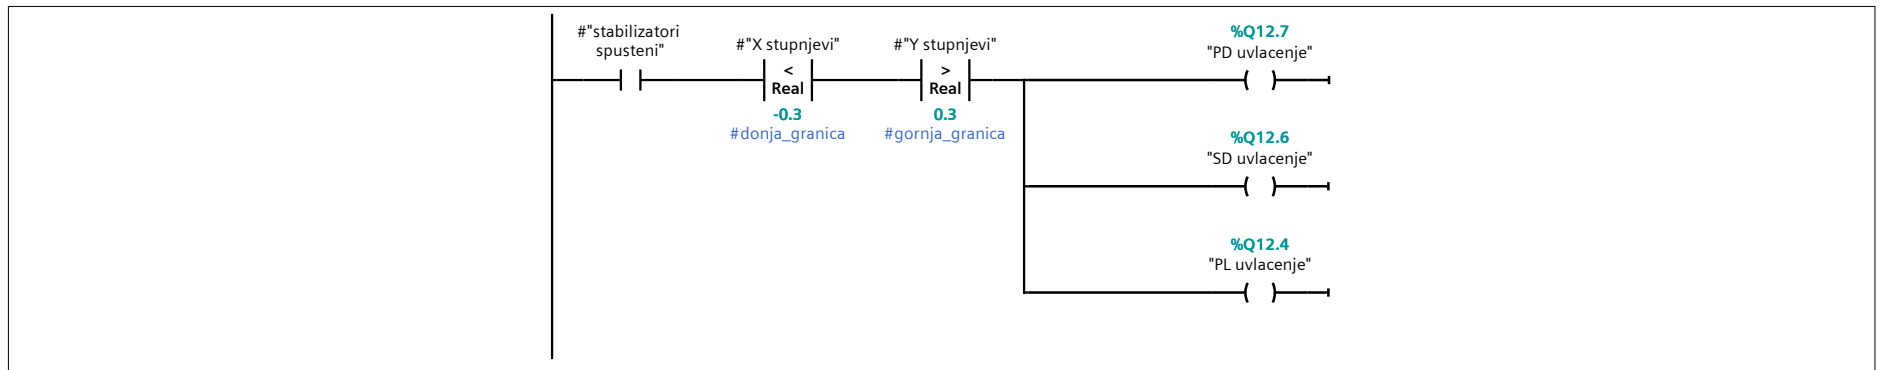 #"stabilizatori
spusteni"
#"X stupnjevi"
<
Real
-0.3
#donja_granica
#"Y stupnjevi"
>
Real
0.3
#gornja_granica
%Q12.7
"PD uvlacenje"
%Q12.6
"SD uvlacenje"
%Q12.4
"PL uvlacenje"